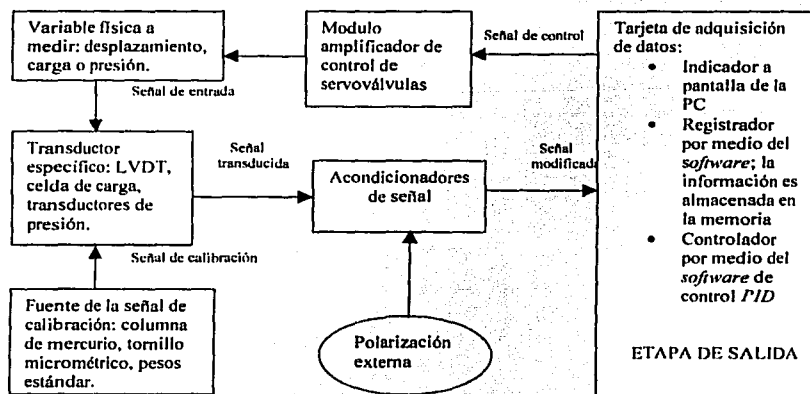 Variable física a
medir: desplazamiento,
carga o presión.
Modulo
amplificador de
control de
servoválvulas
Señal de control
Tarjeta de adquisición
de datos:
• Indicador a
pantalla de la
PC
• Registrador
por medio del
software; la
información es
almacenada en
la memoria
• Controlador
por medio del
software de
control PID
ETAPA DE SALIDA
Señal de entrada
Transductor
específico: LVDT,
celda de carga,
transductores de
presión.
Señal
transducida
Acondicionadores
de señal
Señal
modificada
Señal de calibración
Fuente de la señal de
calibración: columna
de mercurio, tornillo
micrométrico, pesos
estándar.
Polarización
externa